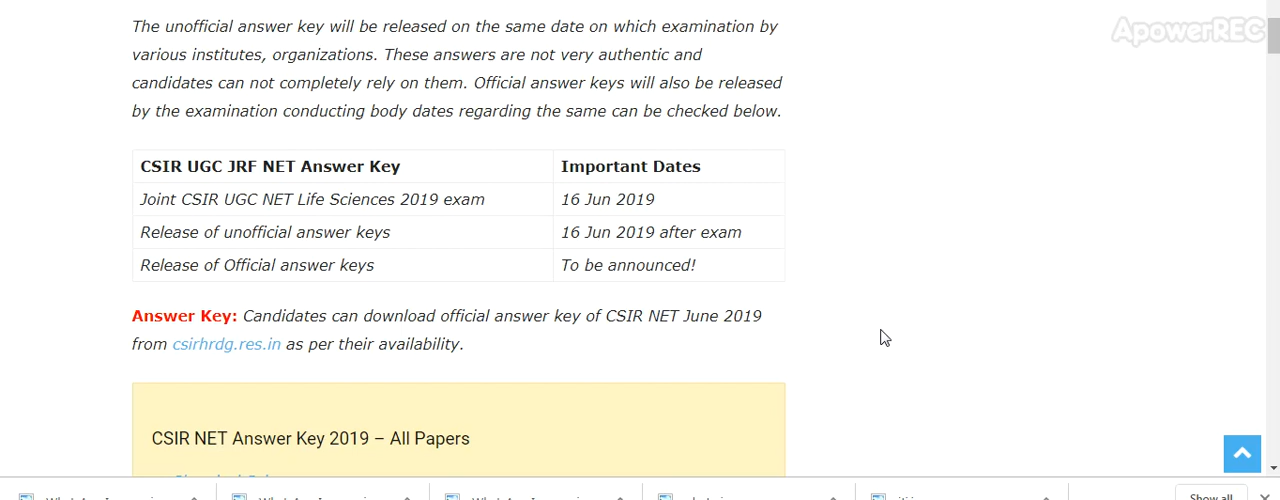 ApowerREC
The unofficial answer key will be released on the same date on which examination by
various institutes, organizations. These answers are not very authentic and
candidates can not completely rely on them. Official answer keys will also be released
by the examination conducting body dates regarding the same can be checked below.
CSIR UGC JRF NET Answer Key Important Dates
Joint CSIR UGC NET Life Sciences 2019 exam 16 Jun 2019
Release of unofficial answer keys 16 Jun 2019 after exam
Release of Official answer keys To be announced!
Answer Key: Candidates can download official answer key of CSIR NET June 2019
from csirhrdg.res.in as per their availability.
CSIR NET Answer Key 2019 – All Papers
Show all